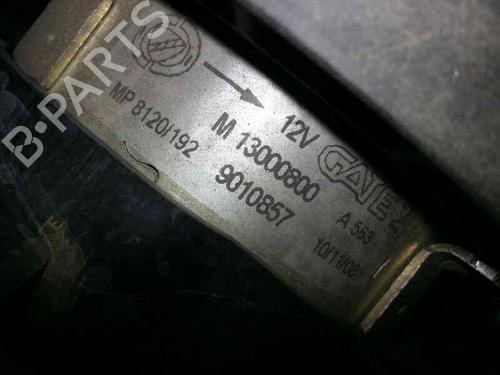 12V GATE
M 13000800
A 563
MP 8120/192
9010857
10/11/08
B-PARTS